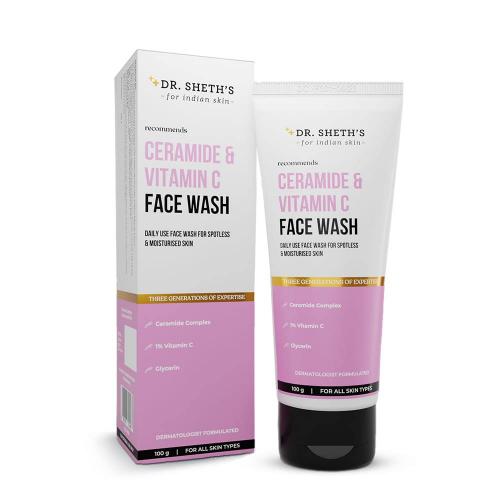 DR. SHETH'S
- for indian skin -
recommends
CERAMIDE &
VITAMIN C
FACE WASH
DAILY USE FACE WASH FOR SPOTLESS
& MOISTURISED SKIN
THREE GENERATIONS OF EXPERTISE
Ceramide Complex
1% Vitamin C
Glycerin
DERMATOLOGIST FORMULATED
100 g | FOR ALL SKIN TYPES
DR. SHETH'S
- for indian skin -
recommends
CERAMIDE &
VITAMIN C
FACE WASH
DAILY USE FACE WASH FOR SPOTLESS
& MOISTURISED SKIN
THREE GENERATIONS OF EXPERTISE
Ceramide Complex
1% Vitamin C
Glycerin
DERMATOLOGIST FORMULATED
100 g | FOR ALL SKIN TYPES